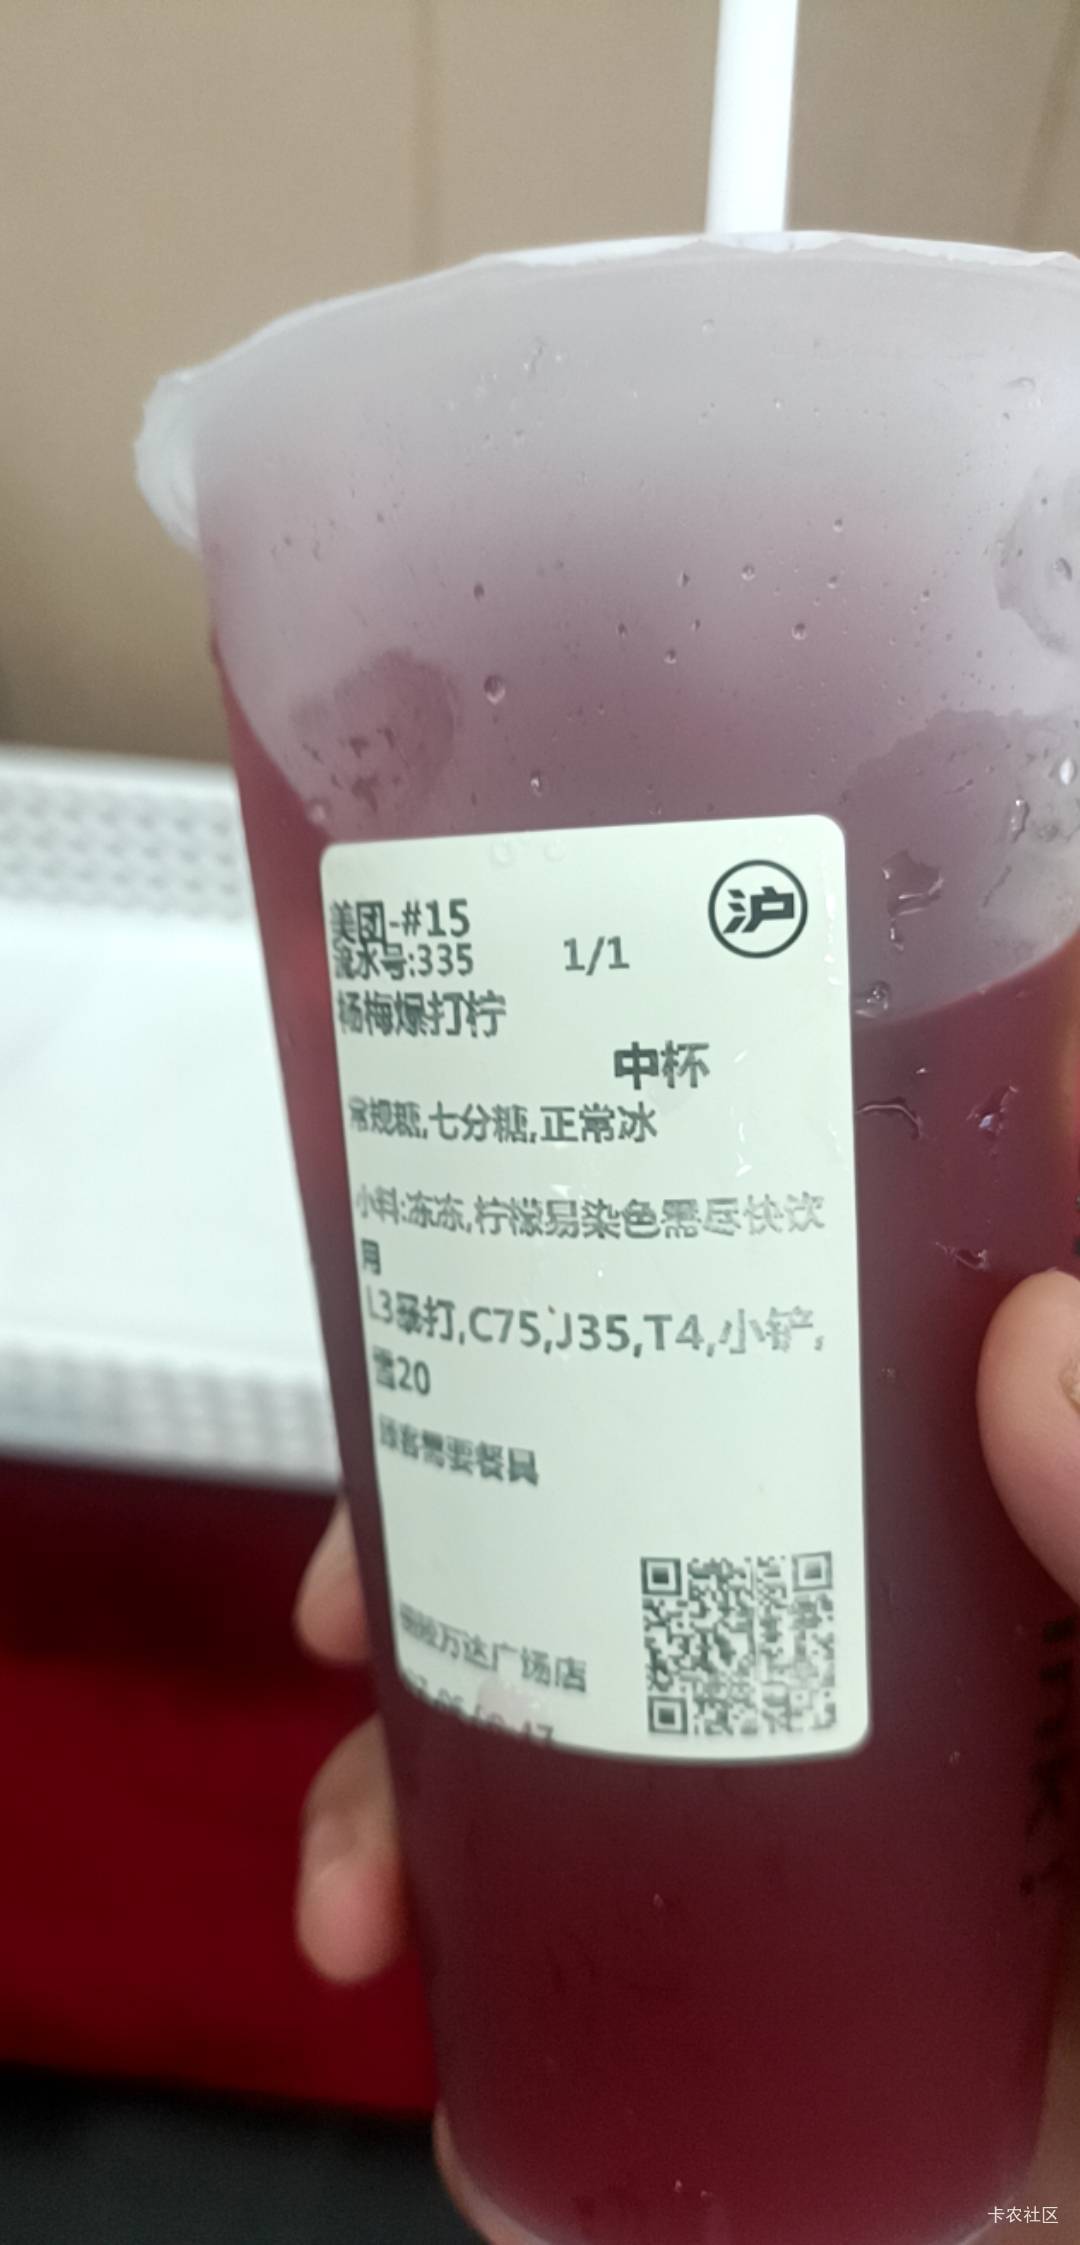 美团-#15
沪
流水号:335
1/1
杨梅爆打柠
中杯
常规糖,七分糖,正常冰
小料:冻冻,柠檬易染色需尽快饮
用
L3暴打,C75,J35,T4,小铲,
雪20
顾客需要餐具
万达广场店
卡农社区